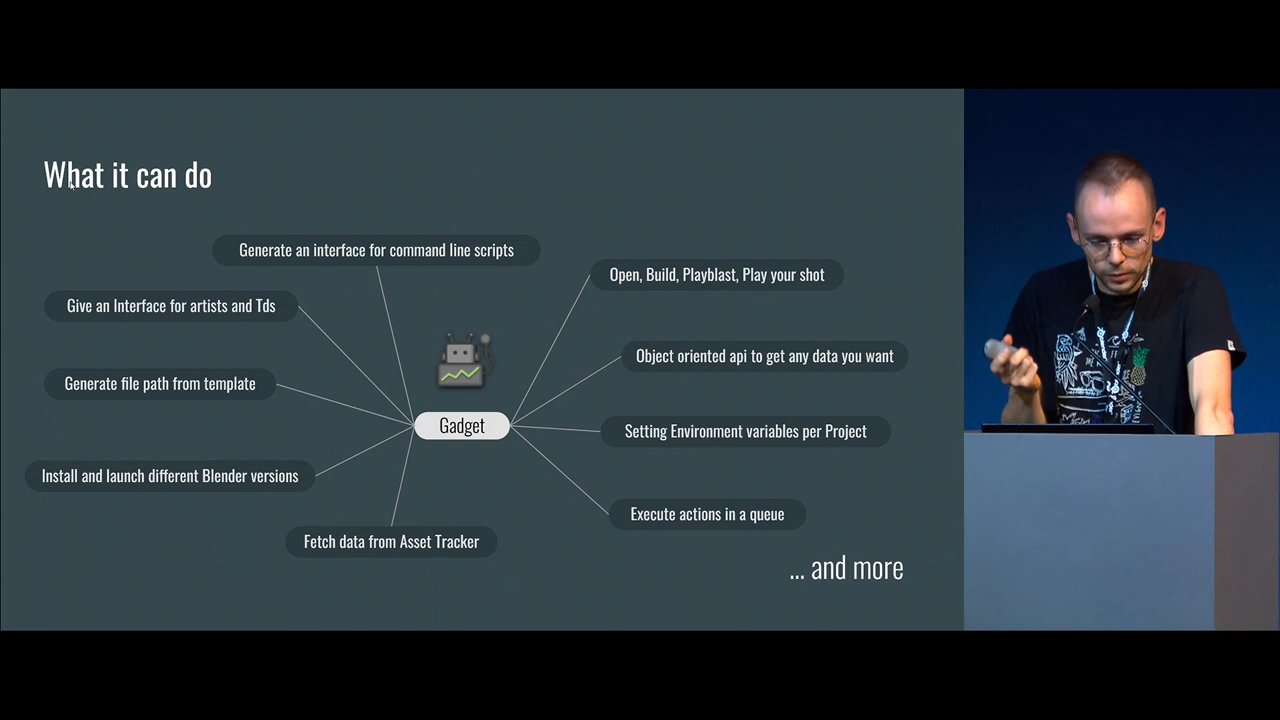 What it can do
Generate an interface for command line scripts
Give an Interface for artists and Tds
Generate file path from template
Install and launch different Blender versions
Fetch data from Asset Tracker
Gadget
Open, Build, Playblast, Play your shot
Object oriented api to get any data you want
Setting Environment variables per Project
Execute actions in a queue
... and more